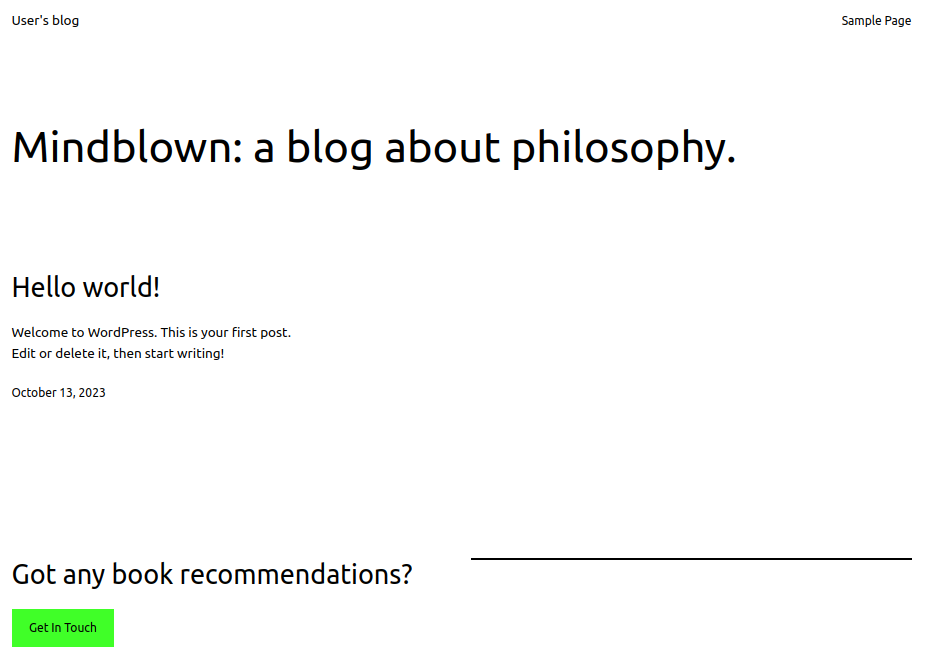 User's blog
Sample Page
Mindblown: a blog about philosophy.
Hello world!
Welcome to WordPress. This is your first post.
Edit or delete it, then start writing!
October 13, 2023
Got any book recommendations?
Get In Touch